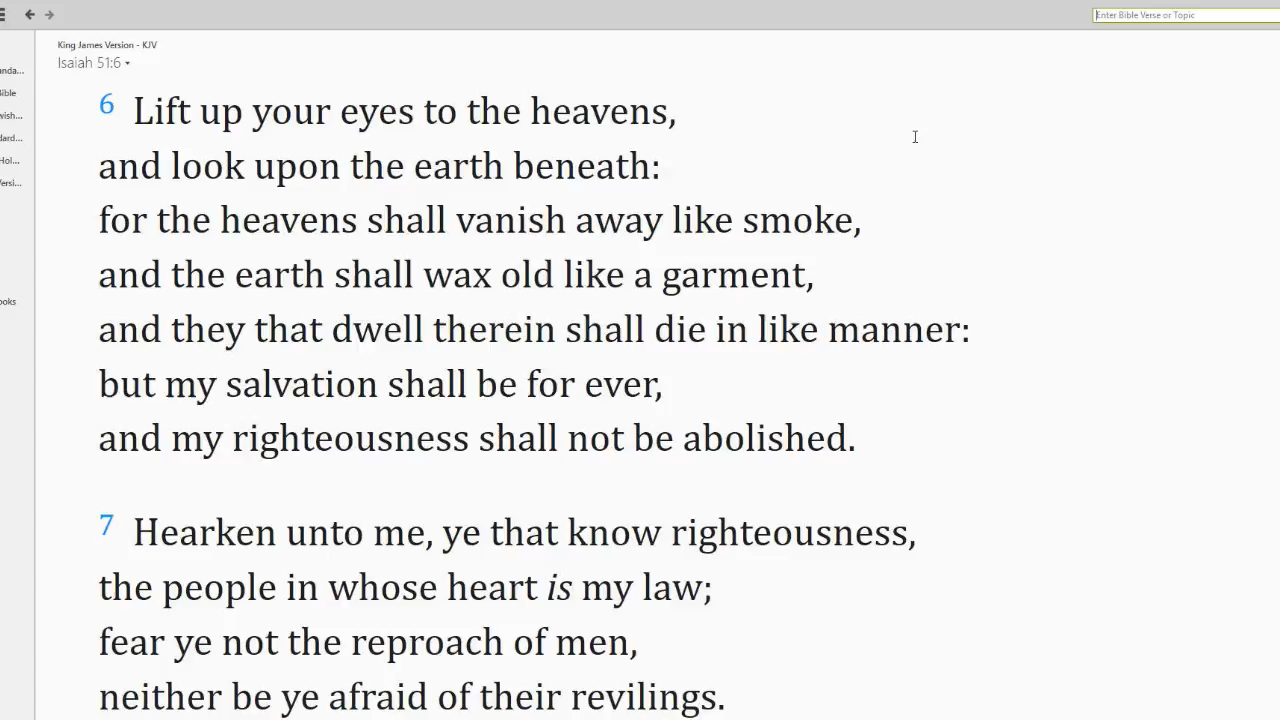 Enter Bible Verse or Topic
King James Version - KJV
Isaiah 51:6
6 Lift up your eyes to the heavens,
and look upon the earth beneath:
for the heavens shall vanish away like smoke,
and the earth shall wax old like a garment,
and they that dwell therein shall die in like manner:
but my salvation shall be for ever,
and my righteousness shall not be abolished.
7 Hearken unto me, ye that know righteousness,
the people in whose heart is my law;
fear ye not the reproach of men,
neither be ye afraid of their revilings.